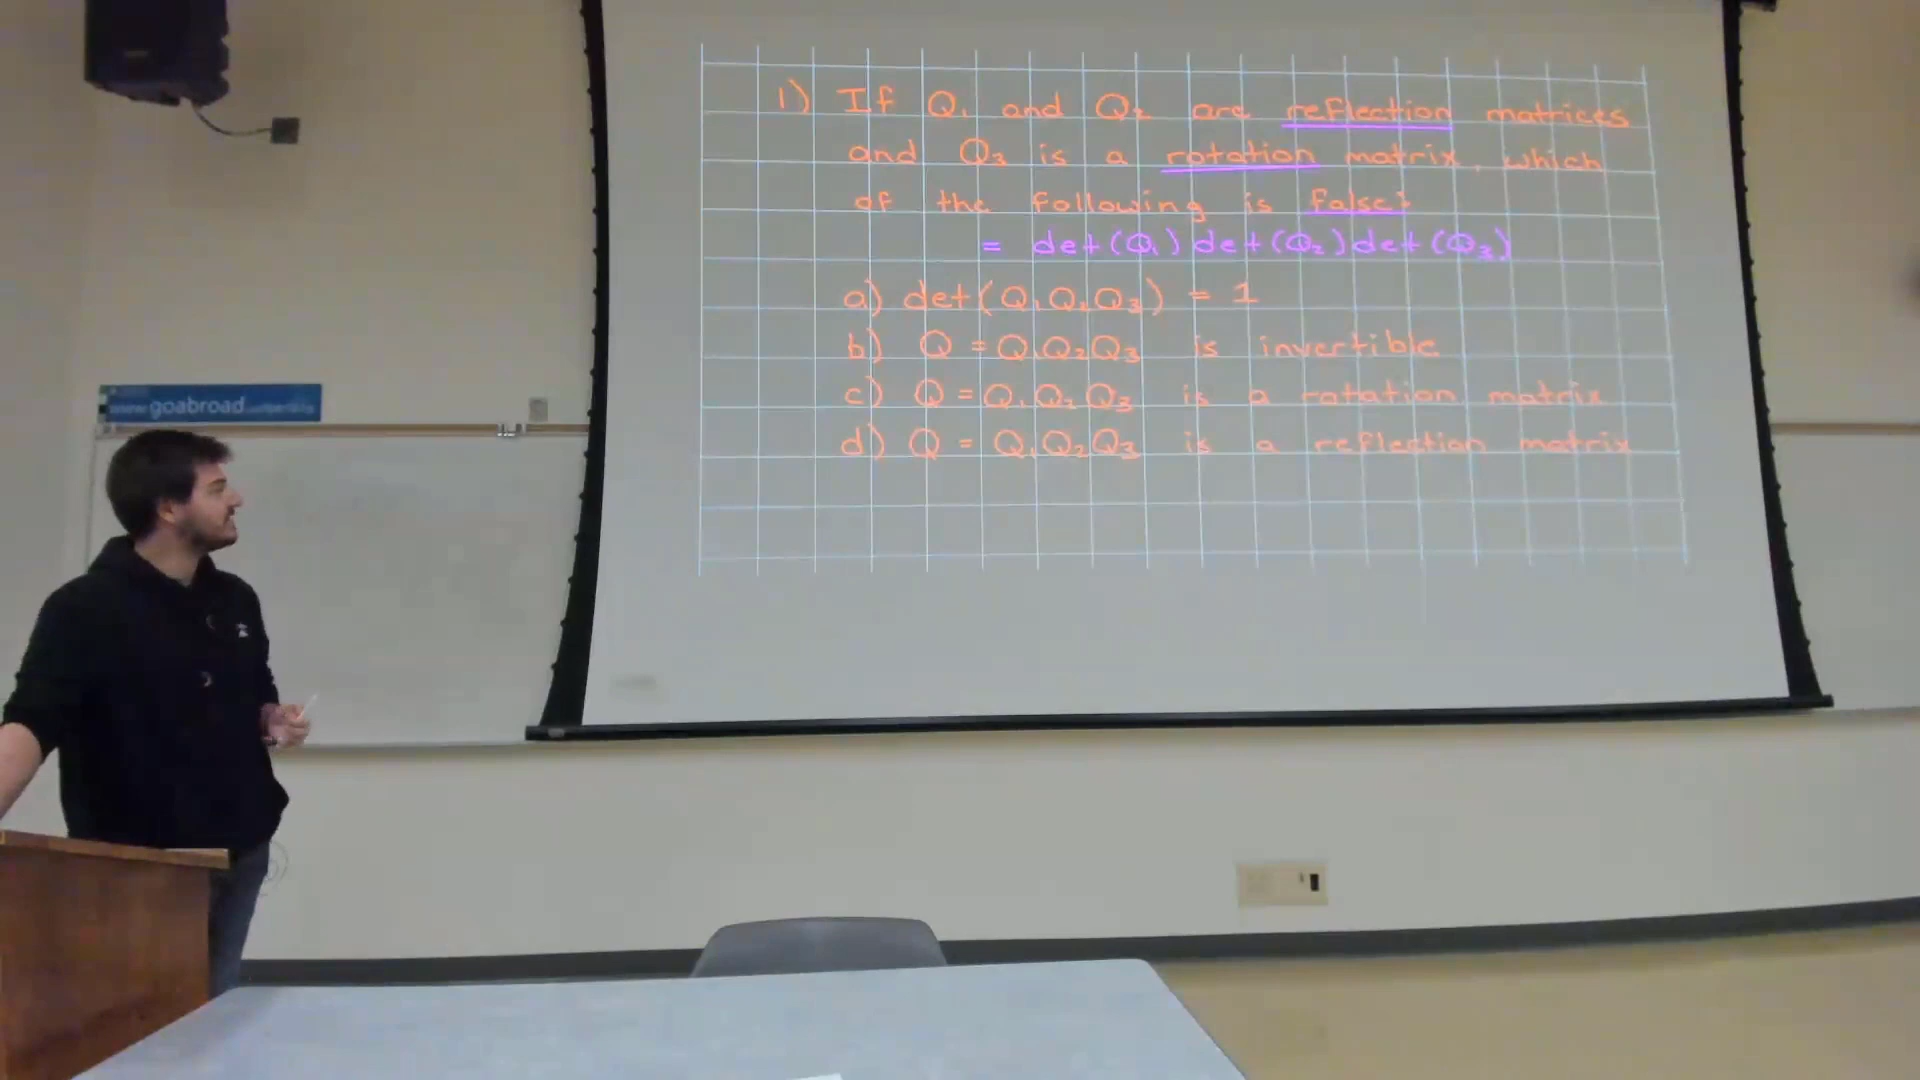 1) If Q₁ and Q₂ are reflection matrices
and Q₃ is a rotation matrix, which
of the following is false?
= det(Q₁) det(Q₂) det(Q₃)
a) det(Q₁Q₂Q₃) = 1
b) Q = Q₁Q₂Q₃ is invertible
c) Q = Q₁Q₂Q₃ is a rotation matrix
d) Q = Q₁Q₂Q₃ is a reflection matrix
www.goabroad